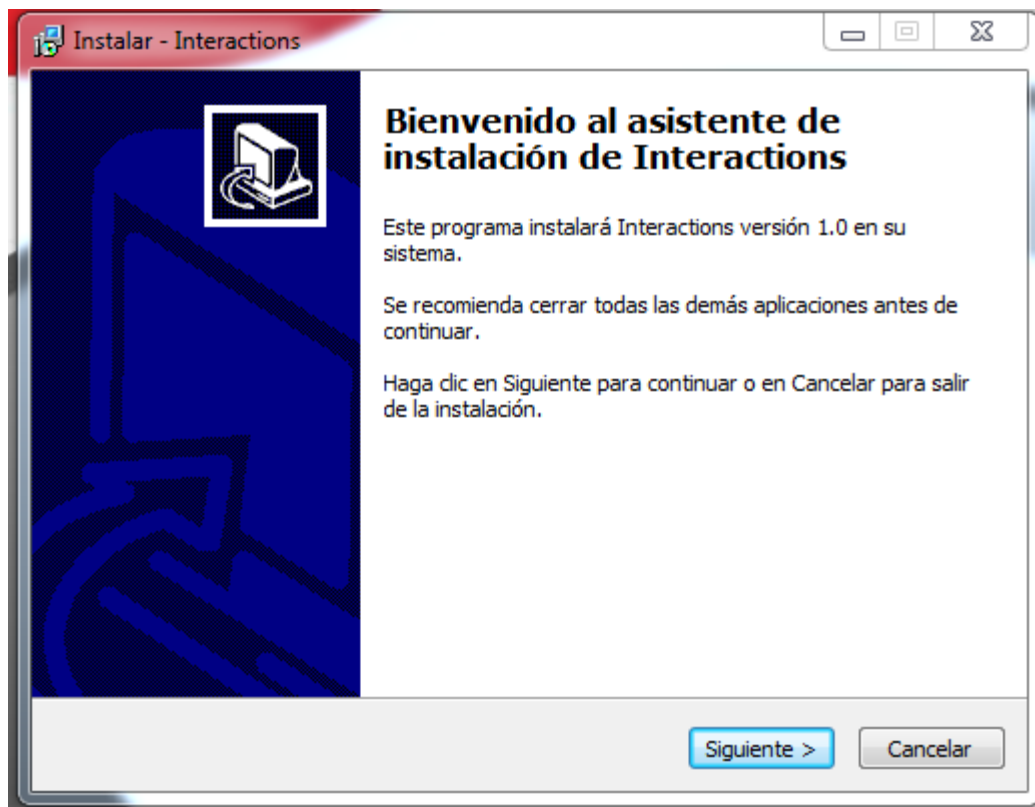 Instalar - Interactions
Bienvenido al asistente de
instalación de Interactions
Este programa instalará Interactions versión 1.0 en su
sistema.
Se recomienda cerrar todas las demás aplicaciones antes de
continuar.
Haga clic en Siguiente para continuar o en Cancelar para salir
de la instalación.
Siguiente >
Cancelar